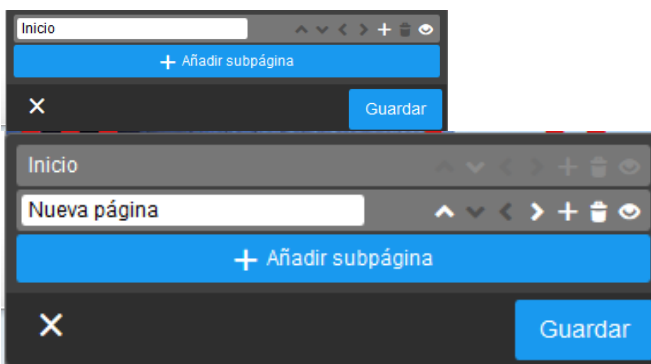 Inicio
Añadir subpágina
Guardar
Inicio
Nueva página
Añadir subpágina
Guardar